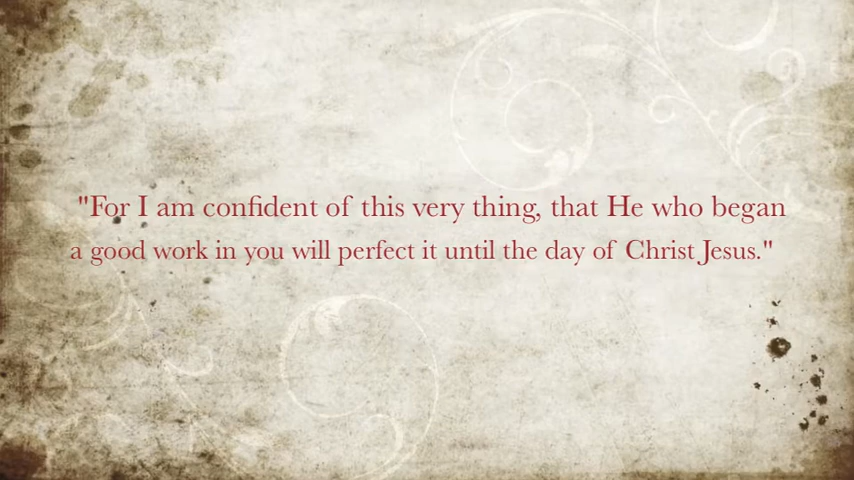 "For I am confident of this very thing, that He who began
a good work in you will perfect it until the day of Christ Jesus."